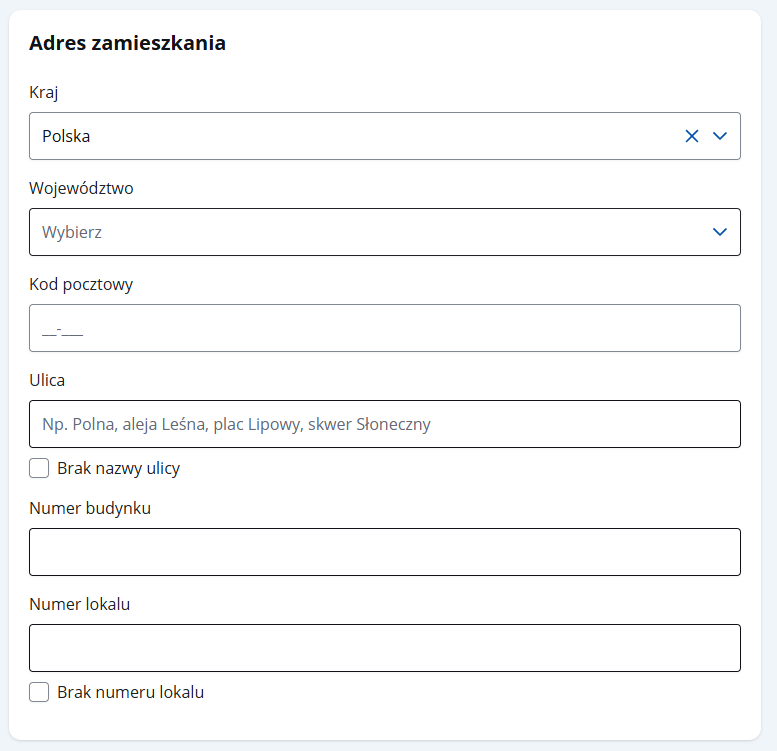 Adres zamieszkania
Kraj
Polska
Województwo
Wybierz
Kod pocztowy
__-___
Ulica
Np. Polna, aleja Leśna, plac Lipowy, skwer Słoneczny
Brak nazwy ulicy
Numer budynku
Numer lokalu
Brak numeru lokalu